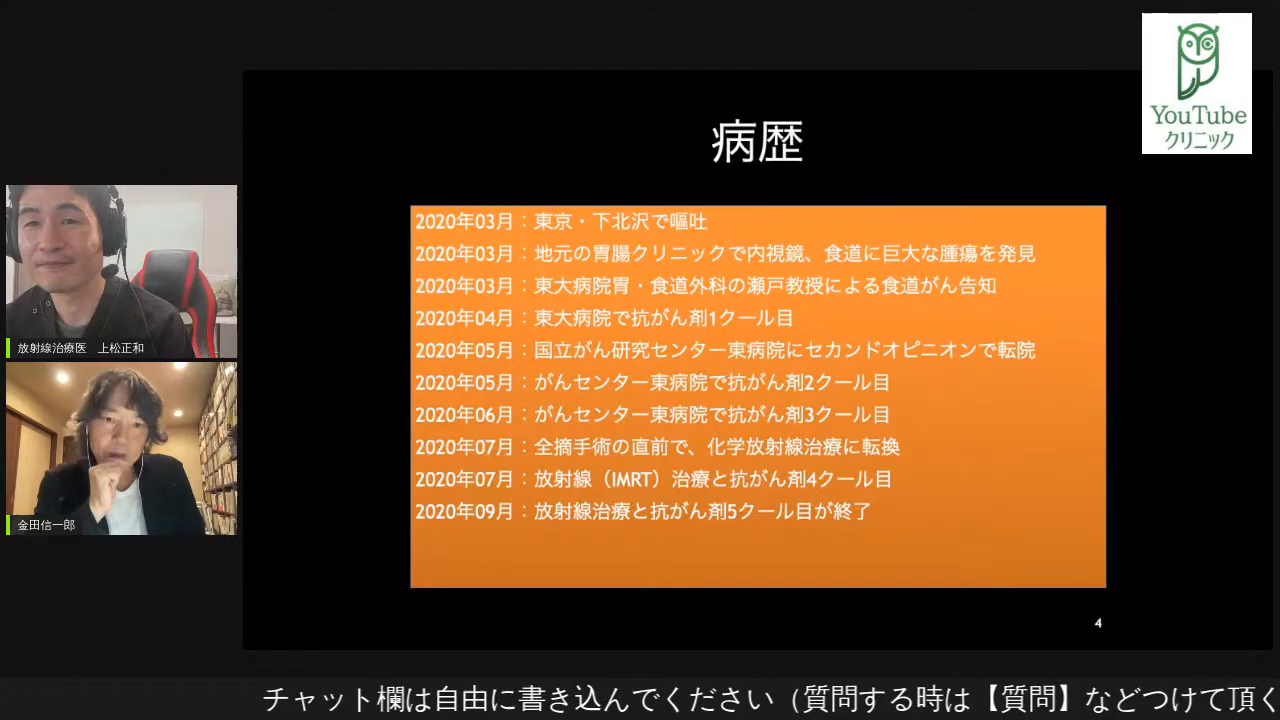 YouTube
クリニック
病歴
2020年03月：東京・下北沢で嘔吐
2020年03月：地元の胃腸クリニックで内視鏡、食道に巨大な腫瘍を発見
2020年03月：東大病院胃・食道外科の瀬戸教授による食道がん告知
2020年04月：東大病院で抗がん剤1クール目
2020年05月：国立がん研究センター東病院にセカンドオピニオンで転院
2020年05月：がんセンター東病院で抗がん剤2クール目
2020年06月：がんセンター東病院で抗がん剤3クール目
2020年07月：全摘手術の直前で、化学放射線治療に転換
2020年07月：放射線（IMRT）治療と抗がん剤4クール目
2020年09月：放射線治療と抗がん剤5クール目が終了
4
放射線治療医　上松正和
金田信一郎
チャット欄は自由に書き込んでください（質問する時は【質問】などつけて頂く